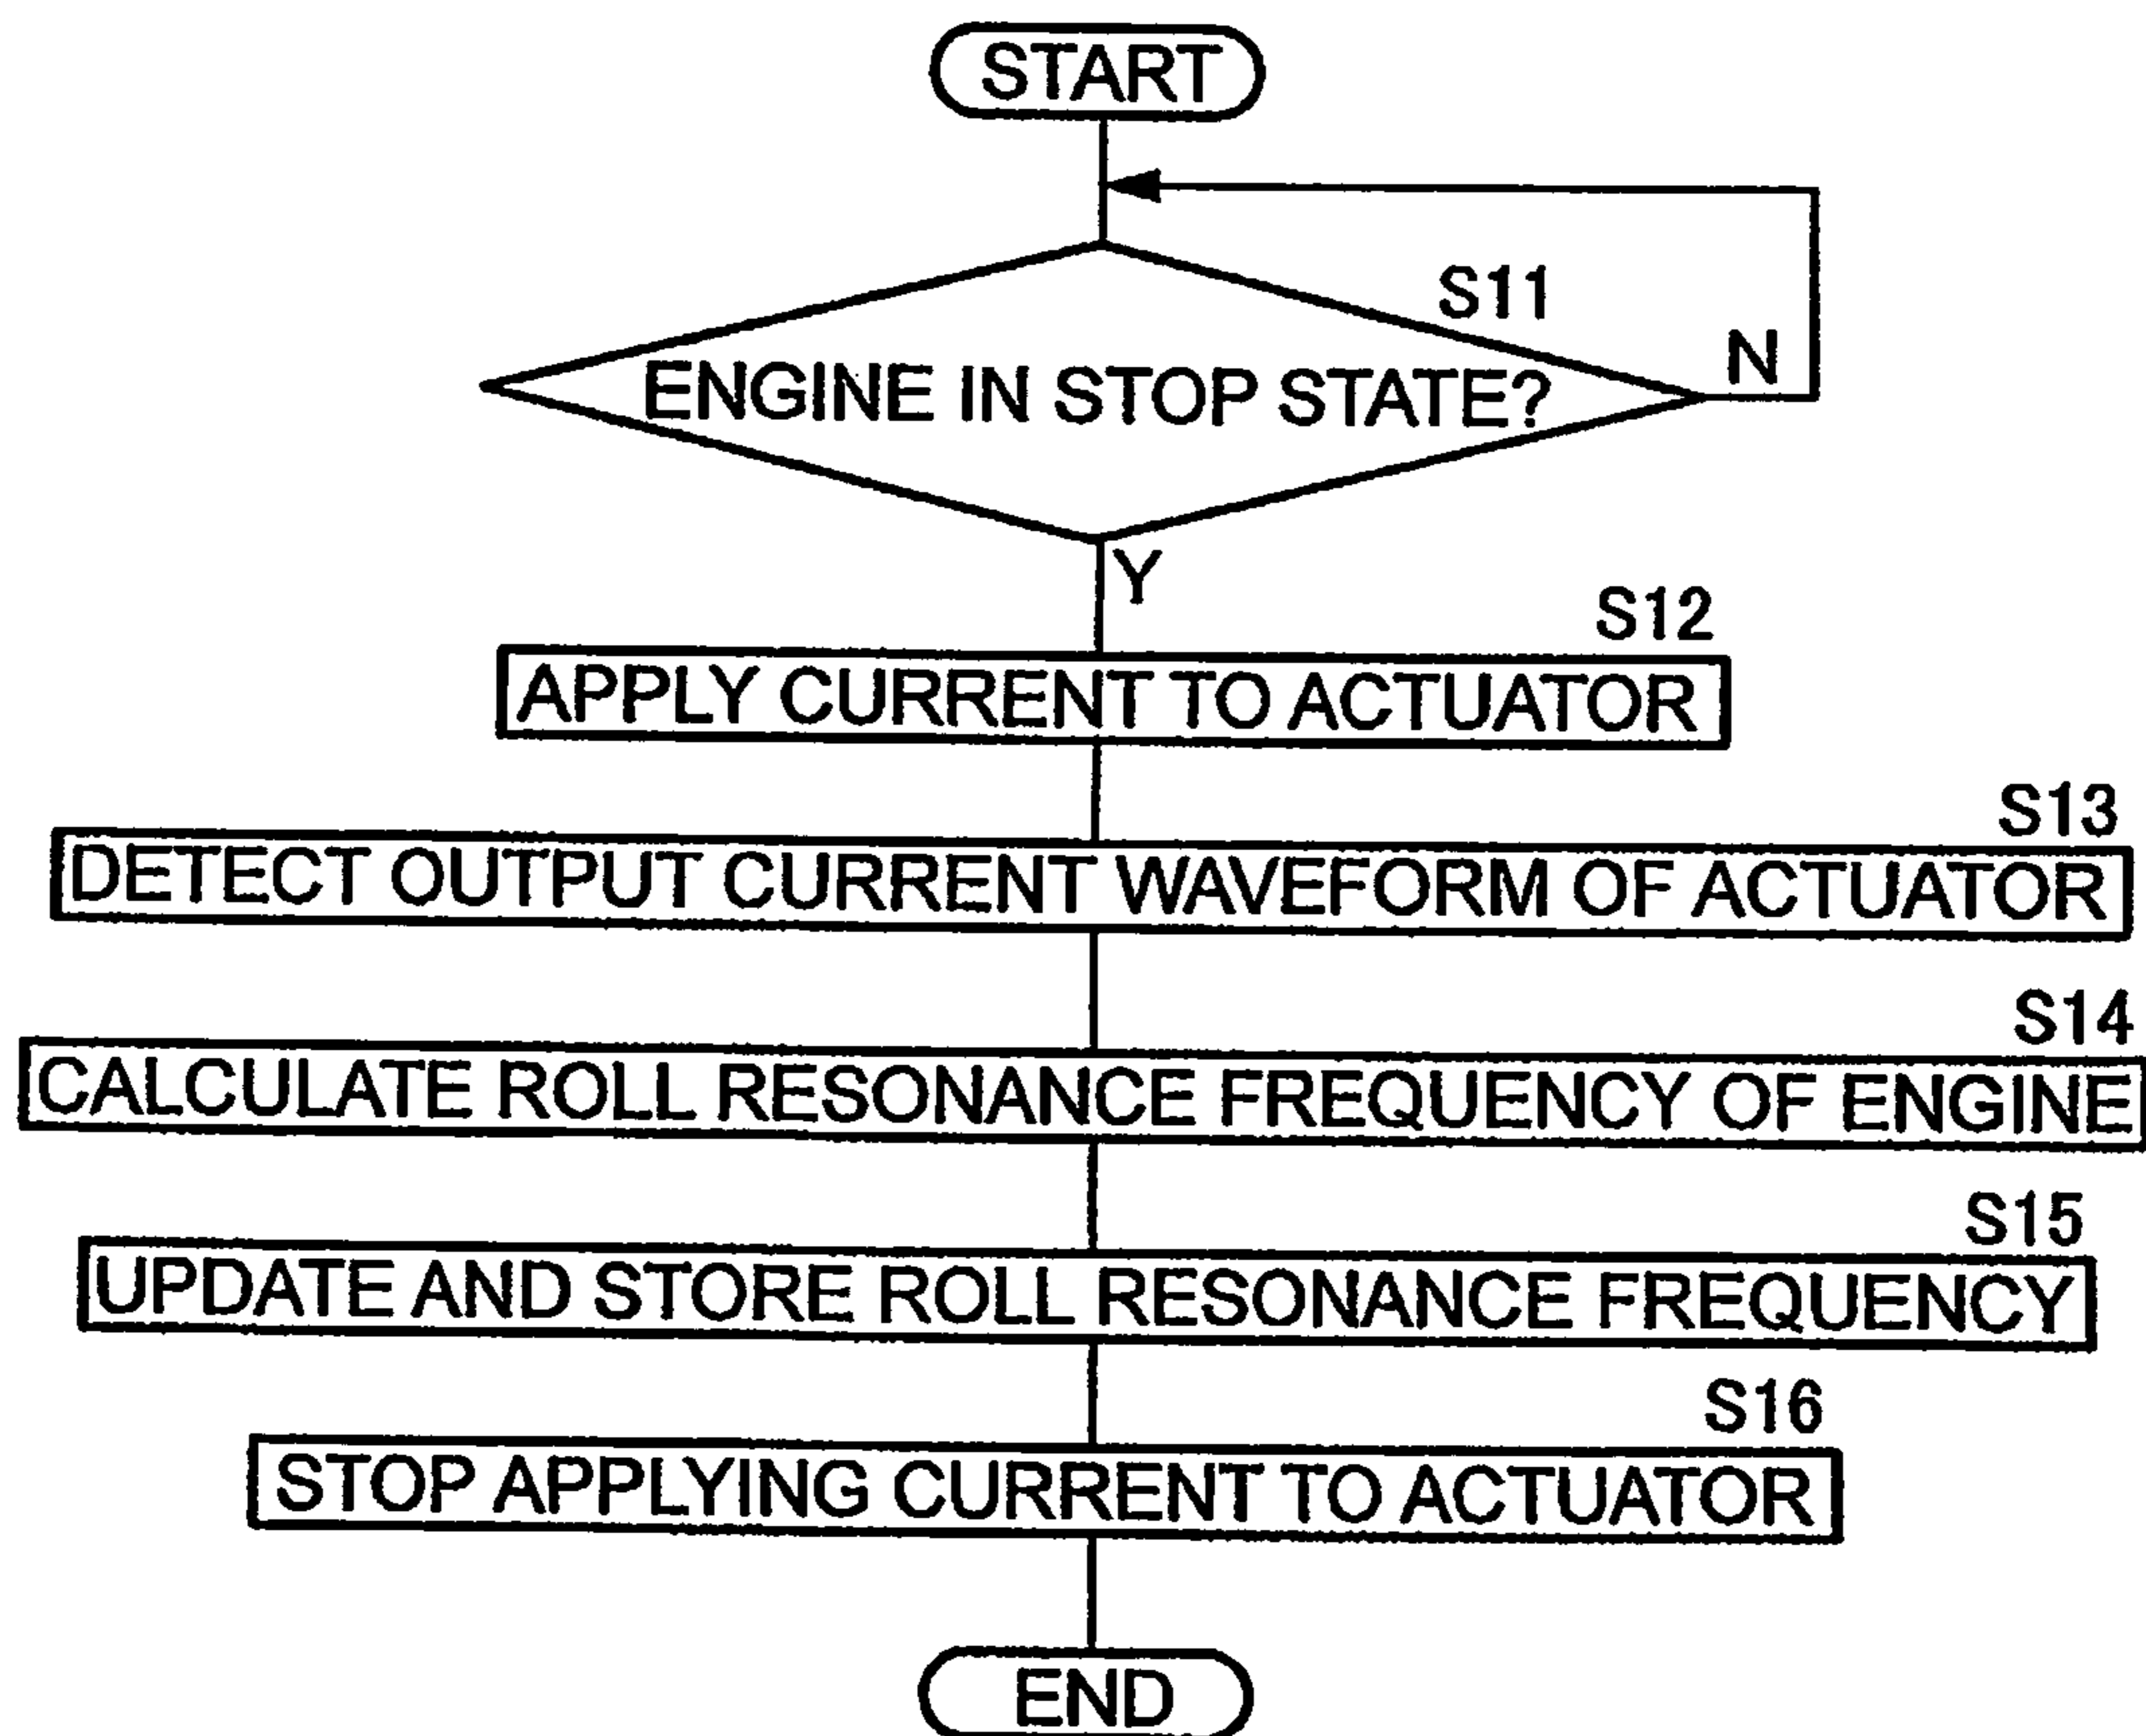 START
S11
ENGINE IN STOP STATE?
N
Y
S12
APPLY CURRENT TO ACTUATOR
S13
DETECT OUTPUT CURRENT WAVEFORM OF ACTUATOR
S14
CALCULATE ROLL RESONANCE FREQUENCY OF ENGINE
S15
UPDATE AND STORE ROLL RESONANCE FREQUENCY
S16
STOP APPLYING CURRENT TO ACTUATOR
END